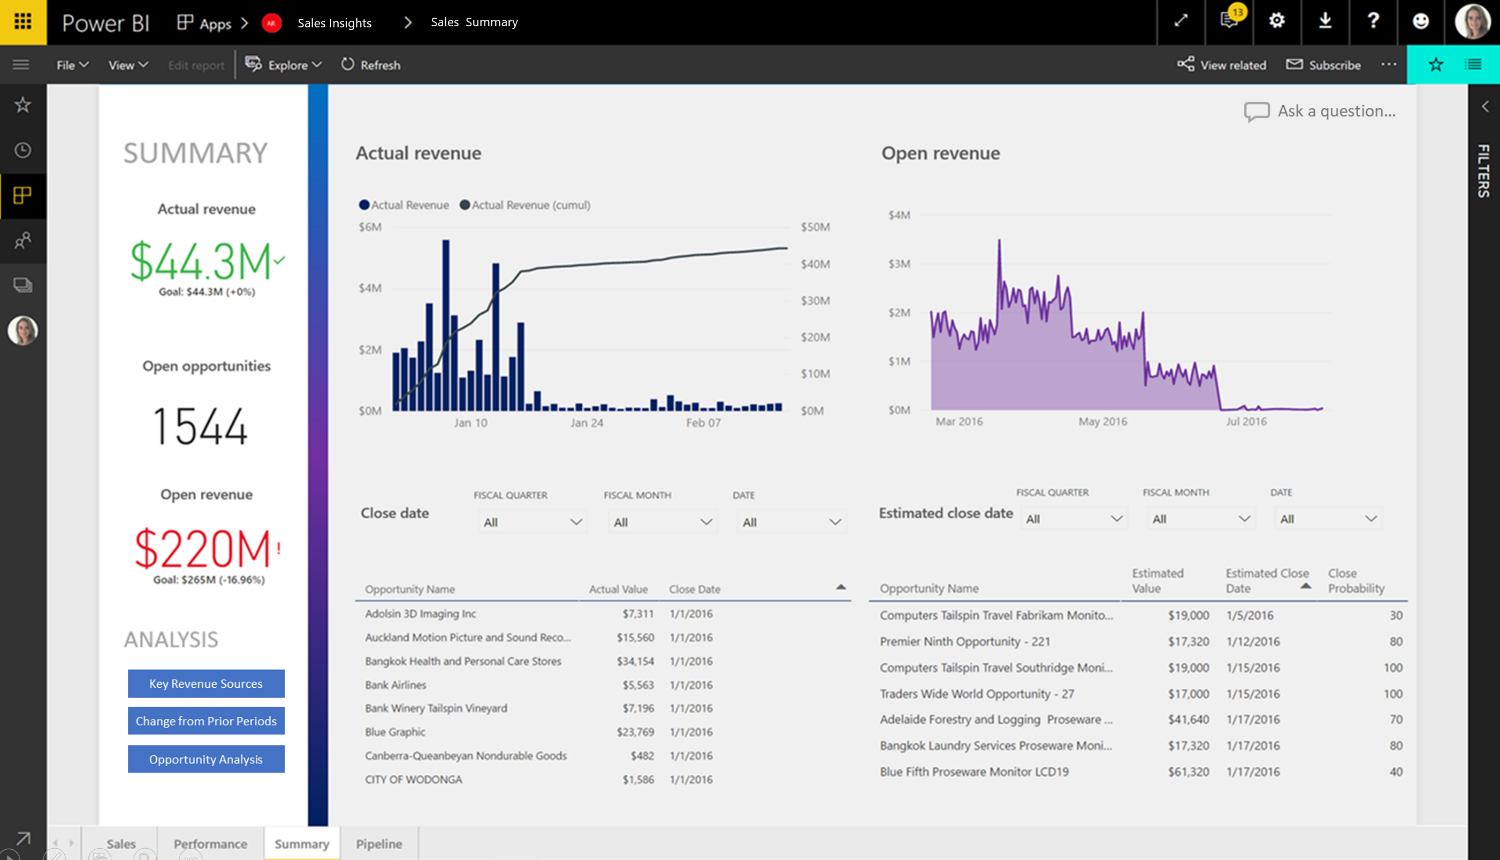 Power BI
Apps
AR
Sales Insights
Sales Summary
13
?
File
View
Edit report
Explore
Refresh
View related
Subscribe
...
Ask a question...
FILTERS
SUMMARY
Actual revenue
$44.3M
Goal: $44.3M (+0%)
Open opportunities
1544
Open revenue
$220M!
Goal: $265M (-16.96%)
ANALYSIS
Key Revenue Sources
Change from Prior Periods
Opportunity Analysis
Actual revenue
Actual Revenue Actual Revenue (cumul)
$6M
$4M
$2M
$0M
$50M
$40M
$30M
$20M
$10M
$0M
Jan 10 Jan 24 Feb 07
Open revenue
$4M
$3M
$2M
$1M
$0M
Mar 2016 May 2016 Jul 2016
Close date
FISCAL QUARTER FISCAL MONTH DATE
All All All
Opportunity Name Actual Value Close Date
Adolsin 3D Imaging Inc $7,311 1/1/2016
Auckland Motion Picture and Sound Reco... $15,560 1/1/2016
Bangkok Health and Personal Care Stores $34,154 1/1/2016
Bank Airlines $5,563 1/1/2016
Bank Winery Tailspin Vineyard $7,196 1/1/2016
Blue Graphic $23,769 1/1/2016
Canberra-Queanbeyan Nondurable Goods $482 1/1/2016
CITY OF WODONGA $1,586 1/1/2016
Estimated close date
FISCAL QUARTER FISCAL MONTH DATE
All All All
Opportunity Name Estimated Value Estimated Close Date Close Probability
Computers Tailspin Travel Fabrikam Monito... $19,000 1/5/2016 30
Premier Ninth Opportunity - 221 $17,320 1/12/2016 80
Computers Tailspin Travel Southridge Moni... $19,000 1/15/2016 100
Traders Wide World Opportunity - 27 $17,000 1/15/2016 100
Adelaide Forestry and Logging Proseware ... $41,640 1/17/2016 70
Bangkok Laundry Services Proseware Moni... $17,320 1/17/2016 80
Blue Fifth Proseware Monitor LCD19 $61,320 1/17/2016 40
Sales Performance Summary Pipeline